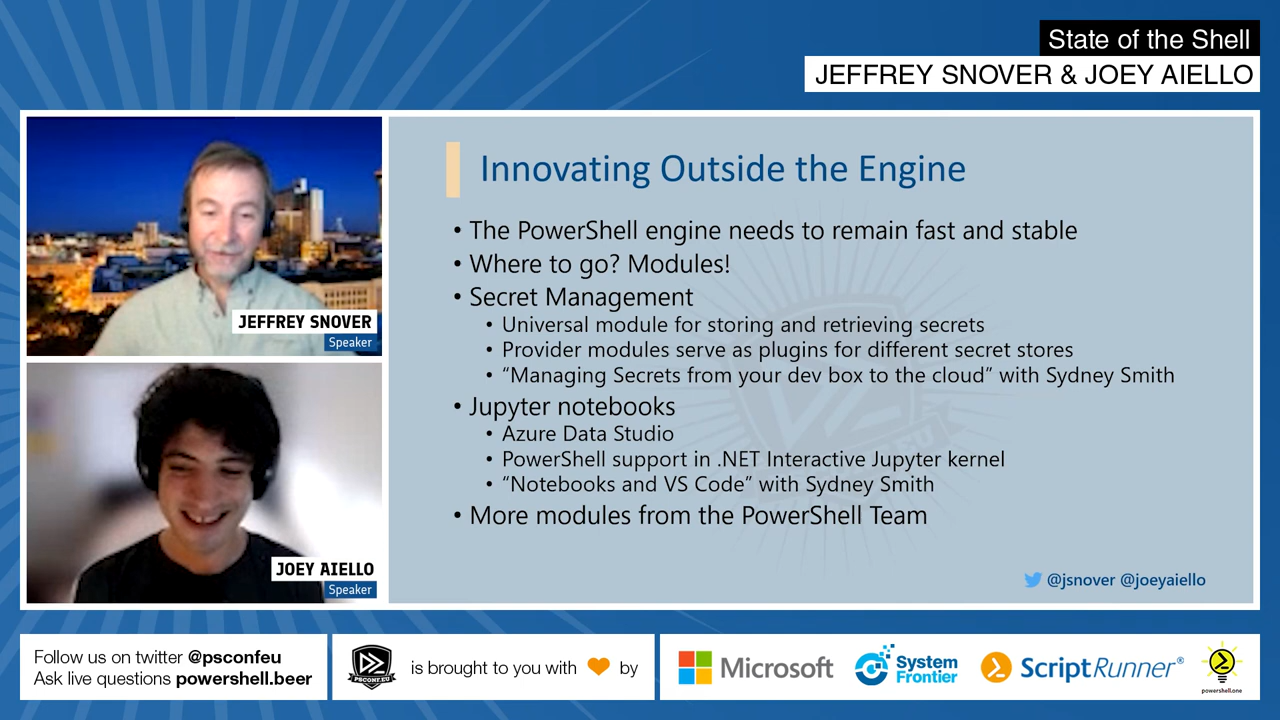 State of the Shell
JEFFREY SNOVER & JOEY AIELLO
JEFFREY SNOVER
Speaker
JOEY AIELLO
Speaker
Innovating Outside the Engine
• The PowerShell engine needs to remain fast and stable
• Where to go? Modules!
• Secret Management
• Universal module for storing and retrieving secrets
• Provider modules serve as plugins for different secret stores
• “Managing Secrets from your dev box to the cloud” with Sydney Smith
• Jupyter notebooks
• Azure Data Studio
• PowerShell support in .NET Interactive Jupyter kernel
• “Notebooks and VS Code” with Sydney Smith
• More modules from the PowerShell Team
@jsnover @joeyaiello
Follow us on twitter @psconfeu
Ask live questions powershell.beer
PSCONF.EU
is brought to you with by
Microsoft
System
Frontier
ScriptRunner®
powershell.one